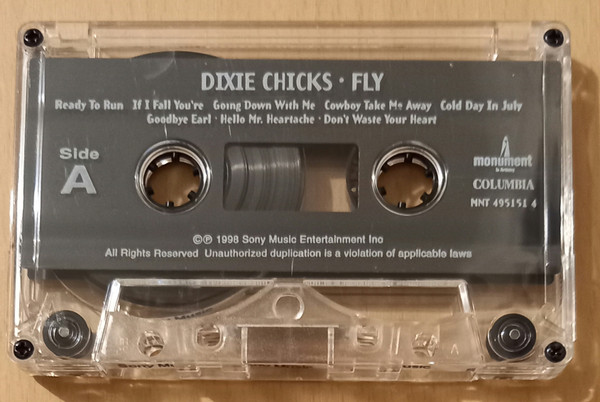 DIXIE CHICKS · FLY
Ready To Run If I Fall You're Going Down With Me Cowboy Take Me Away Cold Day In July
Goodbye Earl · Hello Mr. Heartache · Don't Waste Your Heart
Side
A
monument
COLUMBIA
MNT 495151 4
©℗ 1998 Sony Music Entertainment Inc
All Rights Reserved Unauthorized duplication is a violation of applicable laws